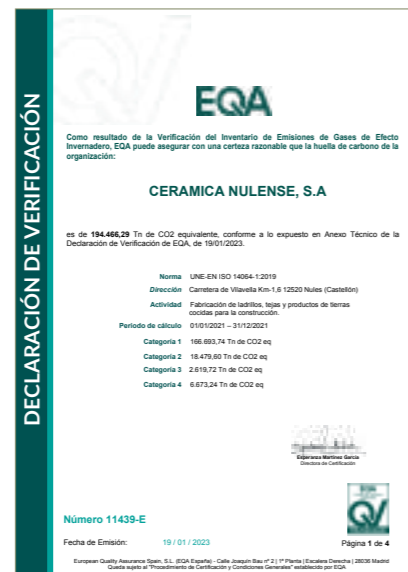 DECLARACIÓN DE VERIFICACIÓN
EQA
Como resultado de la Verificación del Inventario de Emisiones de Gases de Efecto
Invernadero, EQA puede asegurar con una certeza razonable que la huella de carbono de la
organización:
CERAMICA NULENSE, S.A
es de 194.466,29 Tn de CO2 equivalente, conforme a lo expuesto en Anexo Técnico de la
Declaración de Verificación de EQA, de 19/01/2023.
Norma UNE-EN ISO 14064-1:2019
Dirección Carretera de Vilavella Km-1,6 12520 Nules (Castellón)
Actividad Fabricación de ladrillos, tejas y productos de tierras
cocidas para la construcción.
Periodo de cálculo 01/01/2021 – 31/12/2021
Categoría 1 166.693,74 Tn de CO2 eq
Categoría 2 18.479,60 Tn de CO2 eq
Categoría 3 2.619,72 Tn de CO2 eq
Categoría 4 6.673,24 Tn de CO2 eq
Esperanza Martínez García
Directora de Certificación
Número 11439-E
Fecha de Emisión: 19 / 01 / 2023
Página 1 de 4
European Quality Assurance Spain, S.L. (EQA España) - Calle Joaquín Bau nº 2 | 1ª Planta | Escalera Derecha | 28036 Madrid
Queda sujeto al "Procedimiento de Certificación y Condiciones Generales" establecido por EQA